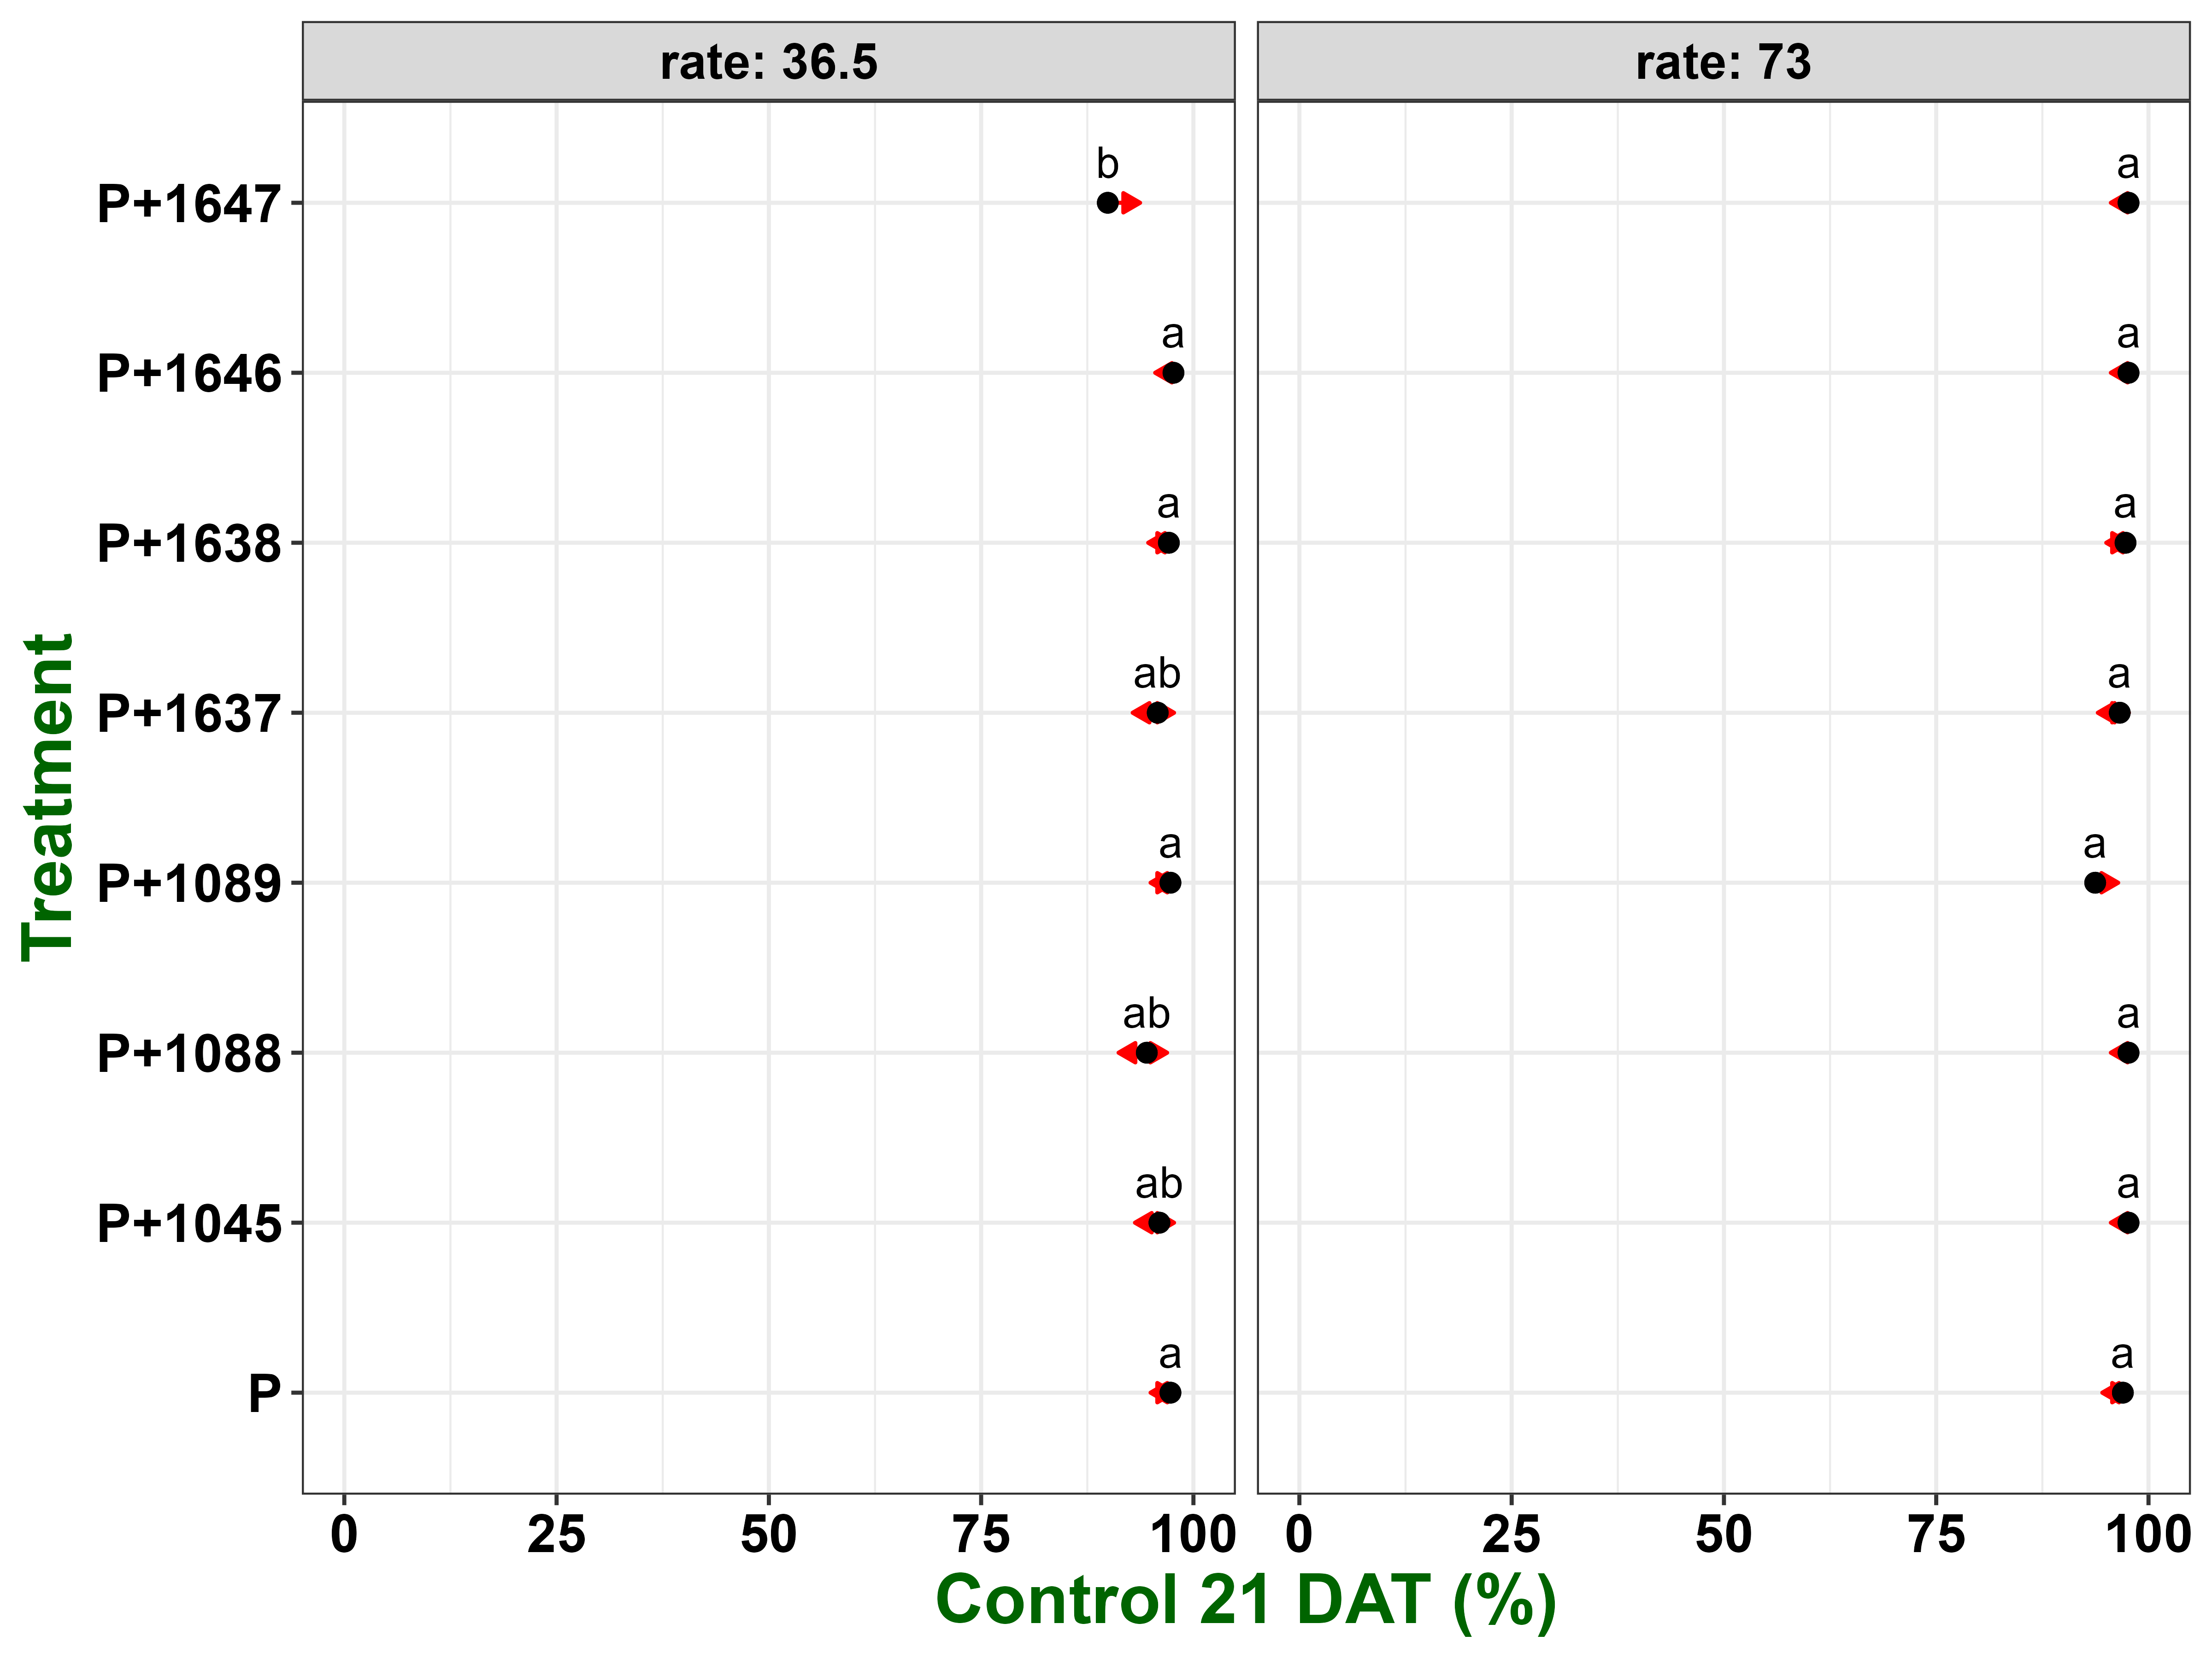 rate: 36.5
rate: 73
Treatment
P+1647
b
a
P+1646
a
a
P+1638
a
a
P+1637
ab
a
P+1089
a
a
P+1088
ab
a
P+1045
ab
a
P
a
a
0 25 50 75 100
0 25 50 75 100
Control 21 DAT (%)